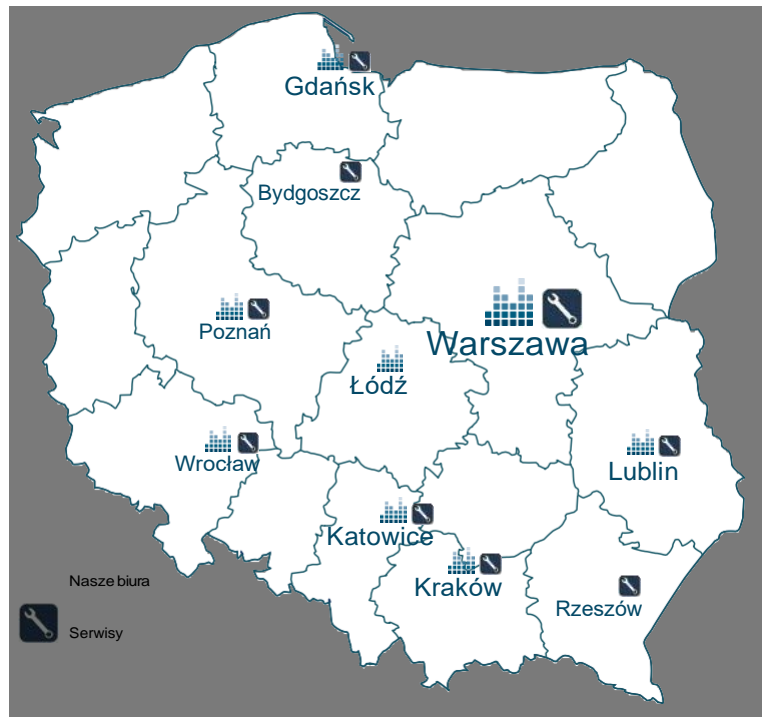 Gdańsk
Bydgoszcz
Warszawa
Poznań
Łódź
Wrocław
Lublin
Katowice
Kraków
Rzeszów
Nasze biura
Serwisy